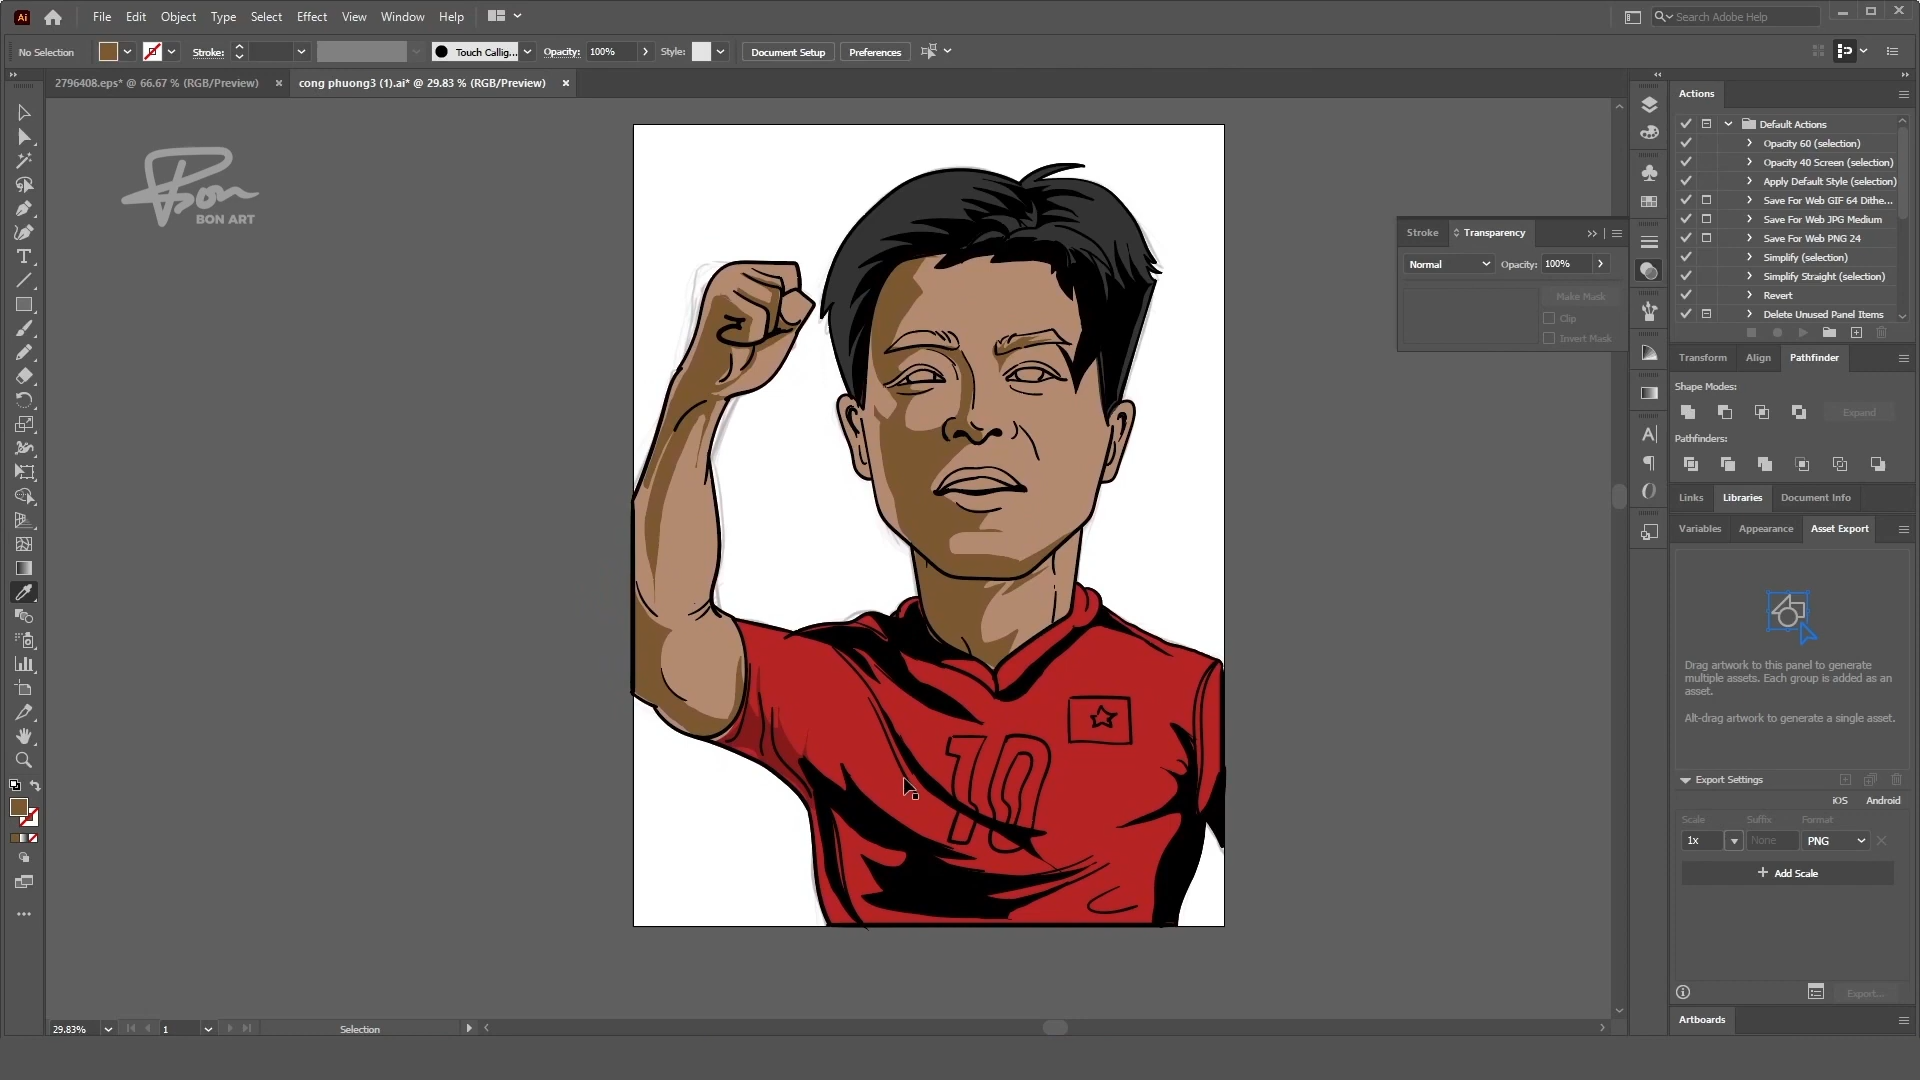 Ai File Edit Object Type Select Effect View Window Help Search Adobe Help
No Selection Stroke: Touch Callig... Opacity: 100% Style: Document Setup Preferences
2796408.eps* @ 66.67 % (RGB/Preview) × cong phuong3 (1).ai* @ 29.83 % (RGB/Preview) ×
Bon
BON ART
10
Stroke Transparency
Normal Opacity: 100%
Make Mask
Clip
Invert Mask
Actions
Default Actions
Opacity 60 (selection)
Opacity 40 Screen (selection)
Apply Default Style (selection)
Save For Web GIF 64 Dithe...
Save For Web JPG Medium
Save For Web PNG 24
Simplify (selection)
Simplify Straight (selection)
Revert
Delete Unused Panel Items
Transform Align Pathfinder
Shape Modes:
Expand
Pathfinders:
Links Libraries Document Info
Variables Appearance Asset Export
Drag artwork to this panel to generate
multiple assets. Each group is added as an
asset.
Alt-drag artwork to generate a single asset.
Export Settings
iOS Android
Scale Suffix Format
1x None PNG
+ Add Scale
Export...
Artboards
29.83% 1 Selection